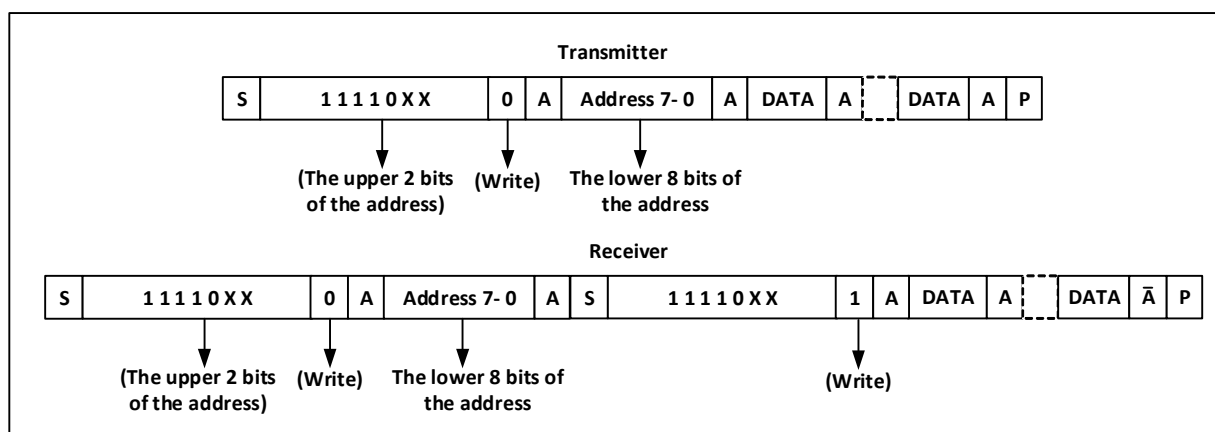 Transmitter
S 1 1 1 1 0 X X 0 A Address 7- 0 A DATA A DATA A P
(The upper 2 bits of the address) (Write) The lower 8 bits of the address
Receiver
S 1 1 1 1 0 X X 0 A Address 7- 0 A S 1 1 1 1 0 X X 1 A DATA A DATA A̅ P
(The upper 2 bits of the address) (Write) The lower 8 bits of the address (Write)